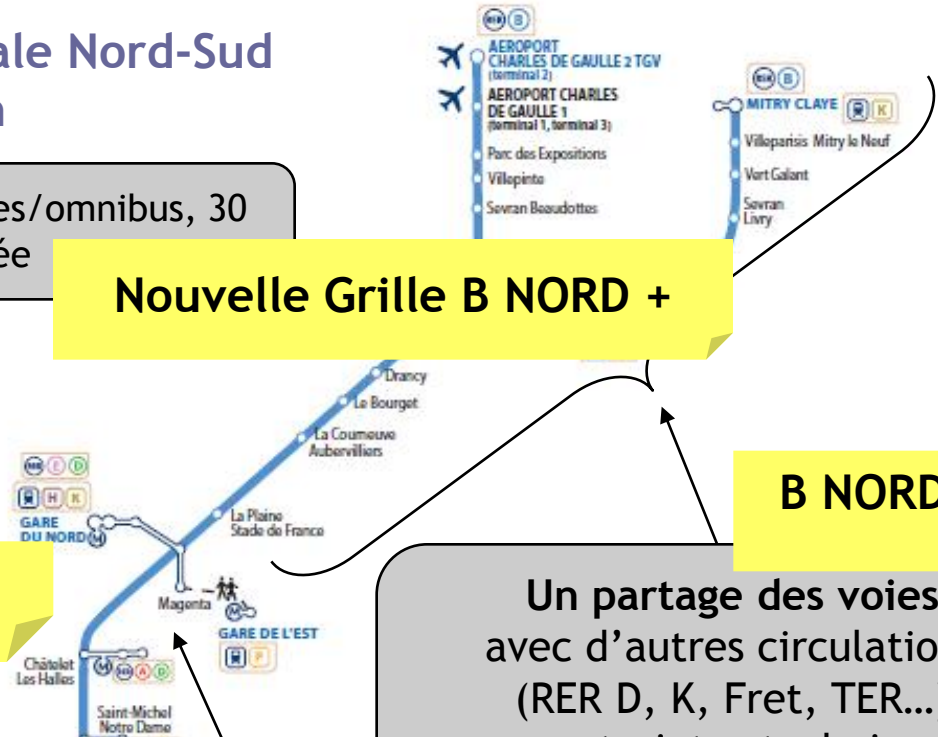 ale Nord-Sud
RER B
AEROPORT
CHARLES DE GAULLE 2 TGV
(terminal 2)
AEROPORT CHARLES
DE GAULLE 1
(terminal 1, terminal 3)
Parc des Expositions
Villepinte
Sevran Beaudottes
RER B
MITRY CLAYE
K
Villeparisis Mitry le Neuf
Vert Galant
Sevran
Livry
es/omnibus, 30
ée
Nouvelle Grille B NORD +
Drancy
Le Bourget
La Courneuve
Aubervilliers
La Plaine
Stade de France
RER E D
H K
GARE
DU NORD
M
Magenta
M
GARE DE L'EST
P
Châtelet
Les Halles
M RER A D
Saint-Michel
Notre Dame
B NORD
Un partage des voies
avec d'autres circulatio
(RER D, K, Fret, TER…